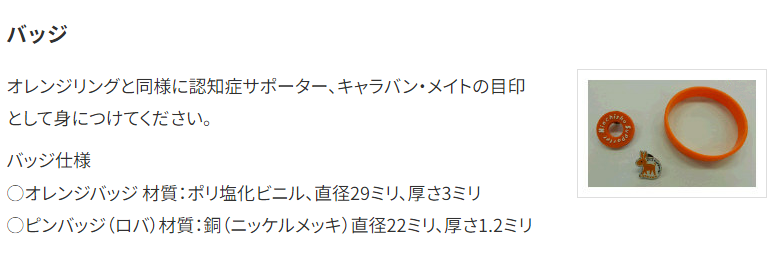 バッジ
オレンジリングと同様に認知症サポーター、キャラバン・メイトの目印
として身につけてください。
バッジ仕様
○オレンジバッジ 材質：ポリ塩化ビニル、直径29ミリ、厚さ3ミリ
○ピンバッジ（ロバ）材質：銅（ニッケルメッキ）直径22ミリ、厚さ1.2ミリ